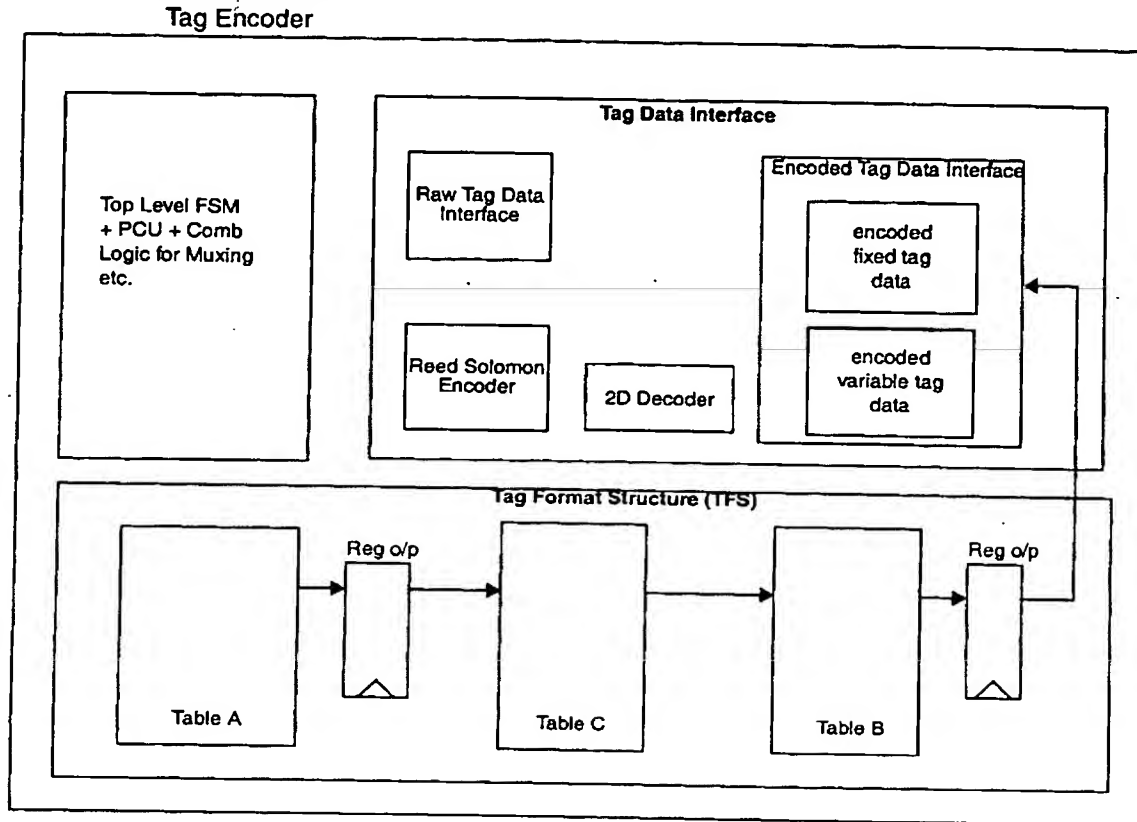 Tag Encoder
Top Level FSM
+ PCU + Comb
Logic for Muxing
etc.
Tag Data Interface
Raw Tag Data
Interface
Reed Solomon
Encoder
2D Decoder
Encoded Tag Data Interface
encoded
fixed tag
data
encoded
variable tag
data
Tag Format Structure (TFS)
Table A
Reg o/p
Table C
Table B
Reg o/p